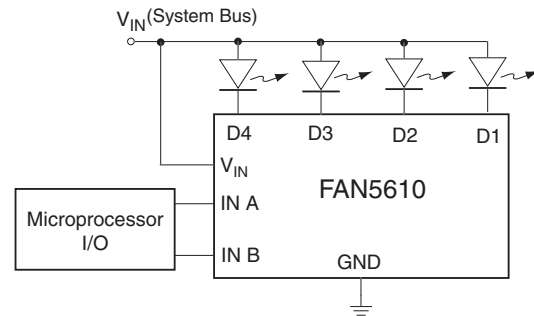 VIN (System Bus)
D4 D3 D2 D1
VIN
FAN5610
Microprocessor
I/O
IN A
IN B
GND